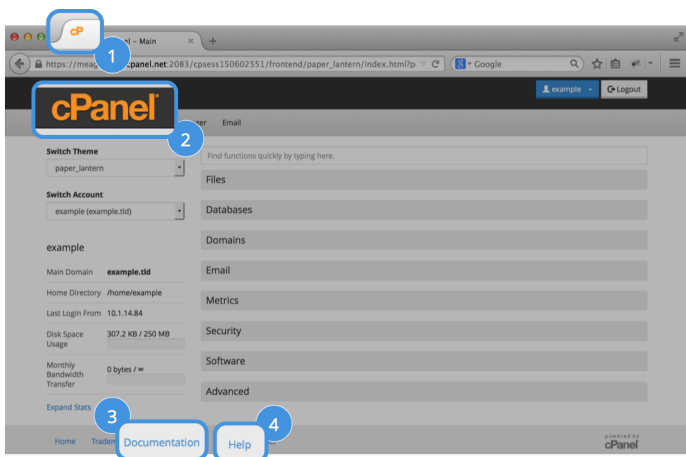 cP
el – Main
1
https://meag cpanel.net:2083/cpsess150602551/frontend/paper_lantern/index.html?p
Google
example
Logout
cPanel
2
ger Email
Switch Theme
paper_lantern
Switch Account
example (example.tld)
example
Main Domain example.tld
Home Directory /home/example
Last Login From 10.1.14.84
Disk Space Usage 307.2 KB / 250 MB
Monthly Bandwidth Transfer 0 bytes / ∞
Expand Stats
Find functions quickly by typing here.
Files
Databases
Domains
Email
Metrics
Security
Software
Advanced
3
4
Home
Tradem
Documentation
Help
powered by
cPanel